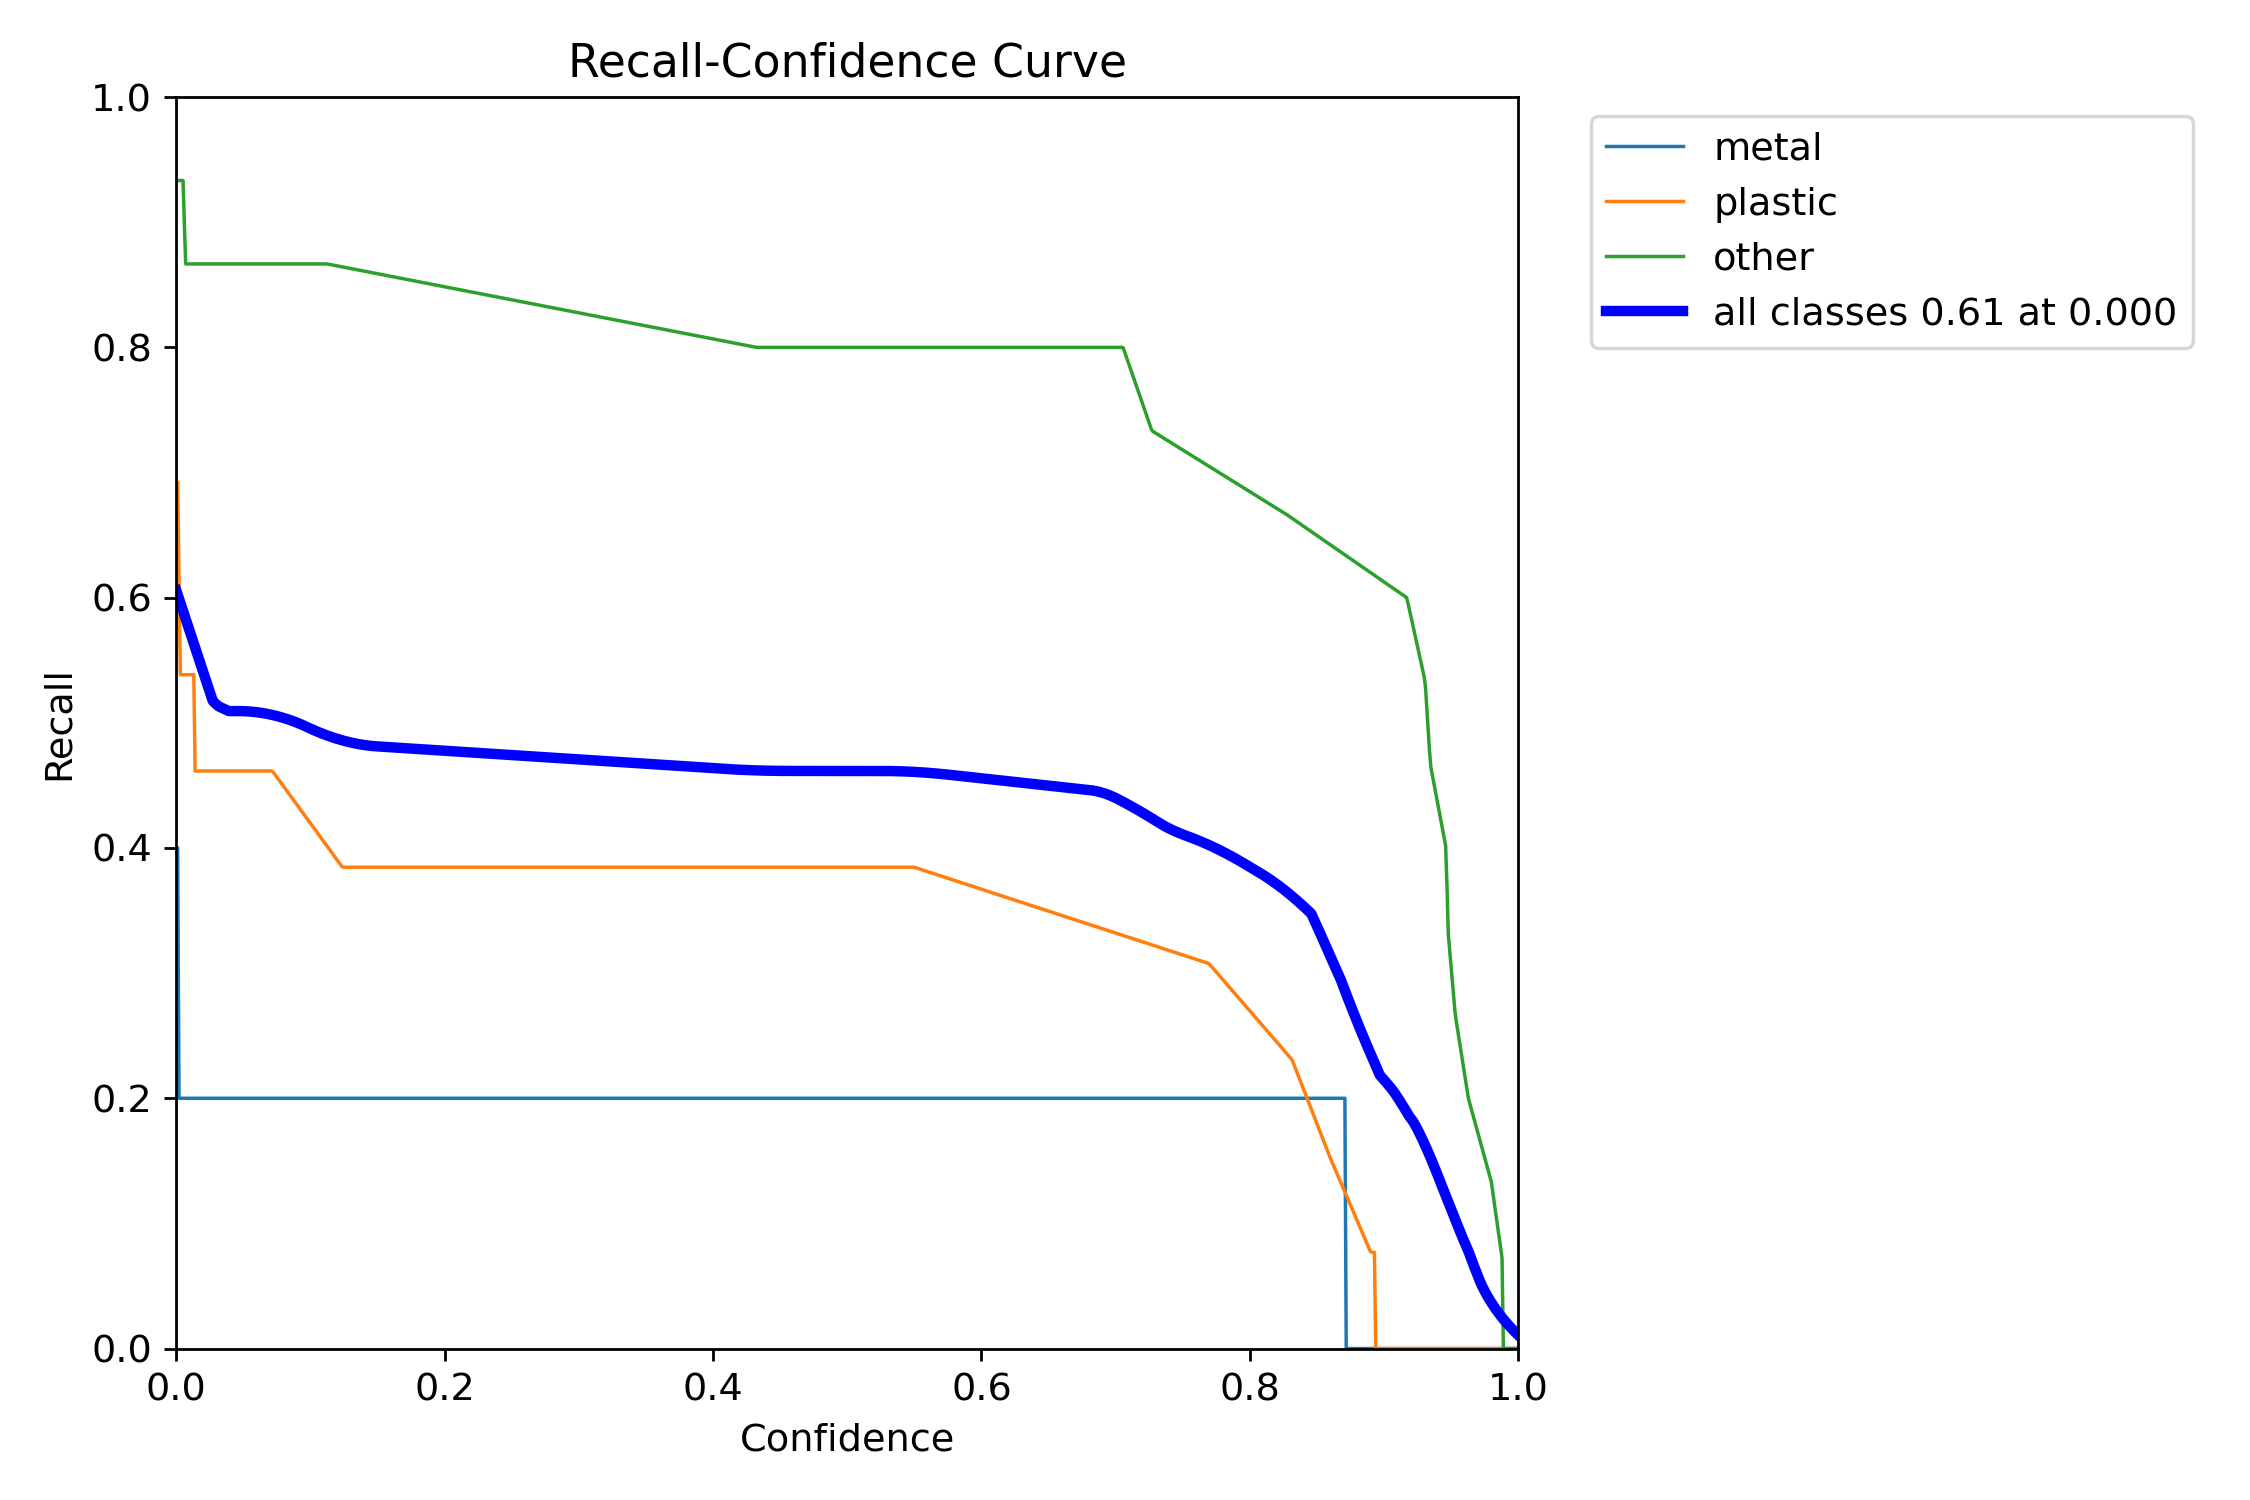 Recall-Confidence Curve
1.0
0.8
0.6
0.4
0.2
0.0
Recall
0.0 0.2 0.4 0.6 0.8 1.0
Confidence
metal
plastic
other
all classes 0.61 at 0.000